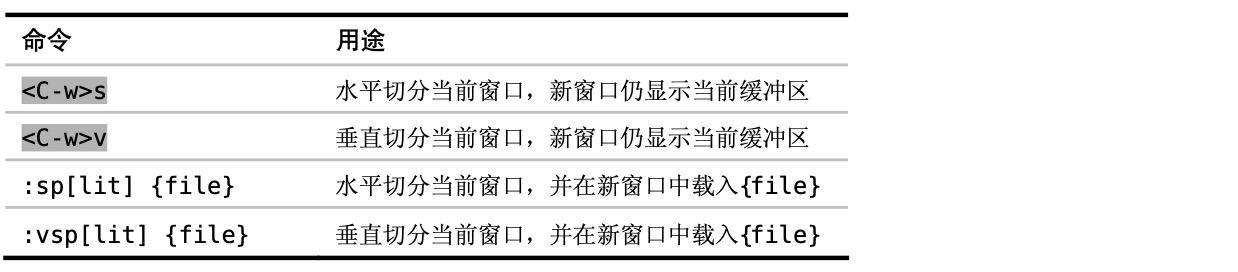 命令 用途
<C-w>s 水平切分当前窗口，新窗口仍显示当前缓冲区
<C-w>v 垂直切分当前窗口，新窗口仍显示当前缓冲区
:sp[lit] {file} 水平切分当前窗口，并在新窗口中载入{file}
:vsp[lit] {file} 垂直切分当前窗口，并在新窗口中载入{file}